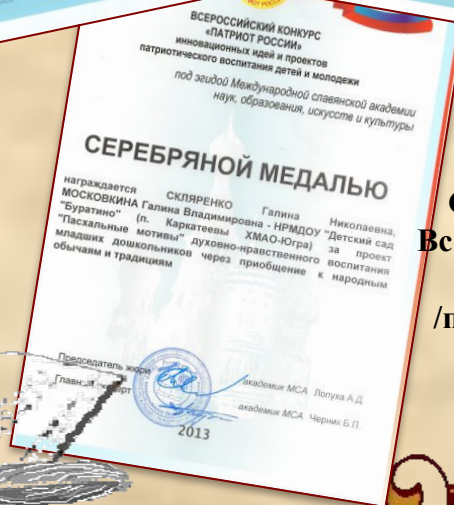 ВСЕРОССИЙСКИЙ КОНКУРС
«ПАТРИОТ РОССИИ»
инновационных идей и проектов
патриотического воспитания детей и молодежи
под эгидой Международной славянской академии
наук, образования, искусств и культуры
СЕРЕБРЯНОЙ МЕДАЛЬЮ
награждается СКЛЯРЕНКО Галина Николаевна,
МОСКОВКИНА Галина Владимировна - НРМДОУ "Детский сад
"Буратино" (п. Каркатеевы ХМАО-Югра) за проект
"Пасхальные мотивы" духовно-нравственного воспитания
младших дошкольников через приобщение к народным
обычаям и традициям
Председатель жюри академик МСА Лопуха А.Д.
академик МСА Черник Б.П.
2013
Вс
/п